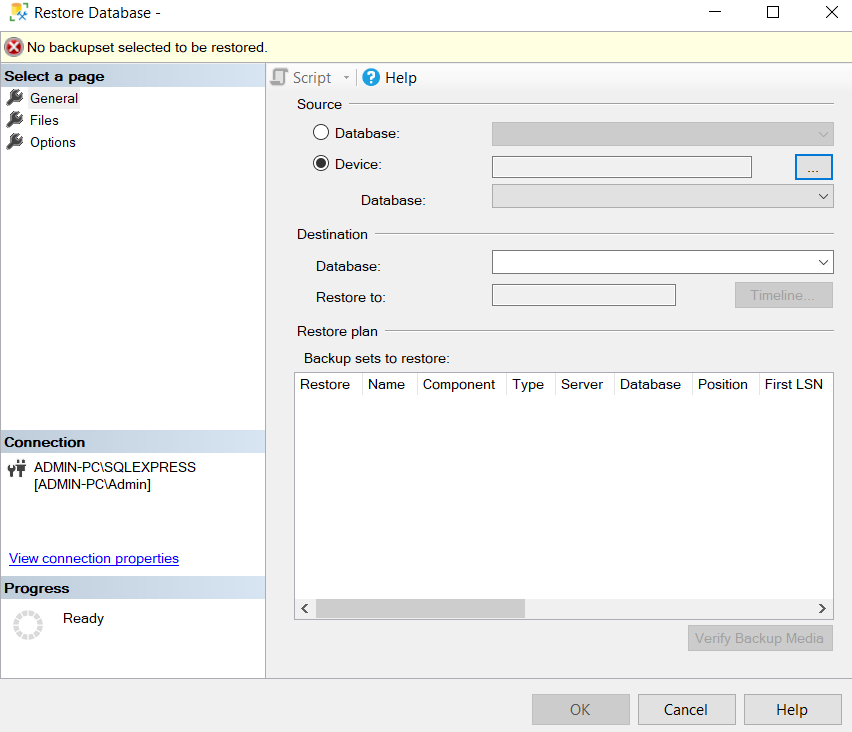 Restore Database -
No backupset selected to be restored.
Select a page
General
Files
Options
Connection
ADMIN-PC\SQLEXPRESS
[ADMIN-PC\Admin]
View connection properties
Progress
Ready
Script Help
Source
Database:
Device: ...
Database:
Destination
Database:
Restore to: Timeline...
Restore plan
Backup sets to restore:
Restore Name Component Type Server Database Position First LSN
Verify Backup Media
OK Cancel Help